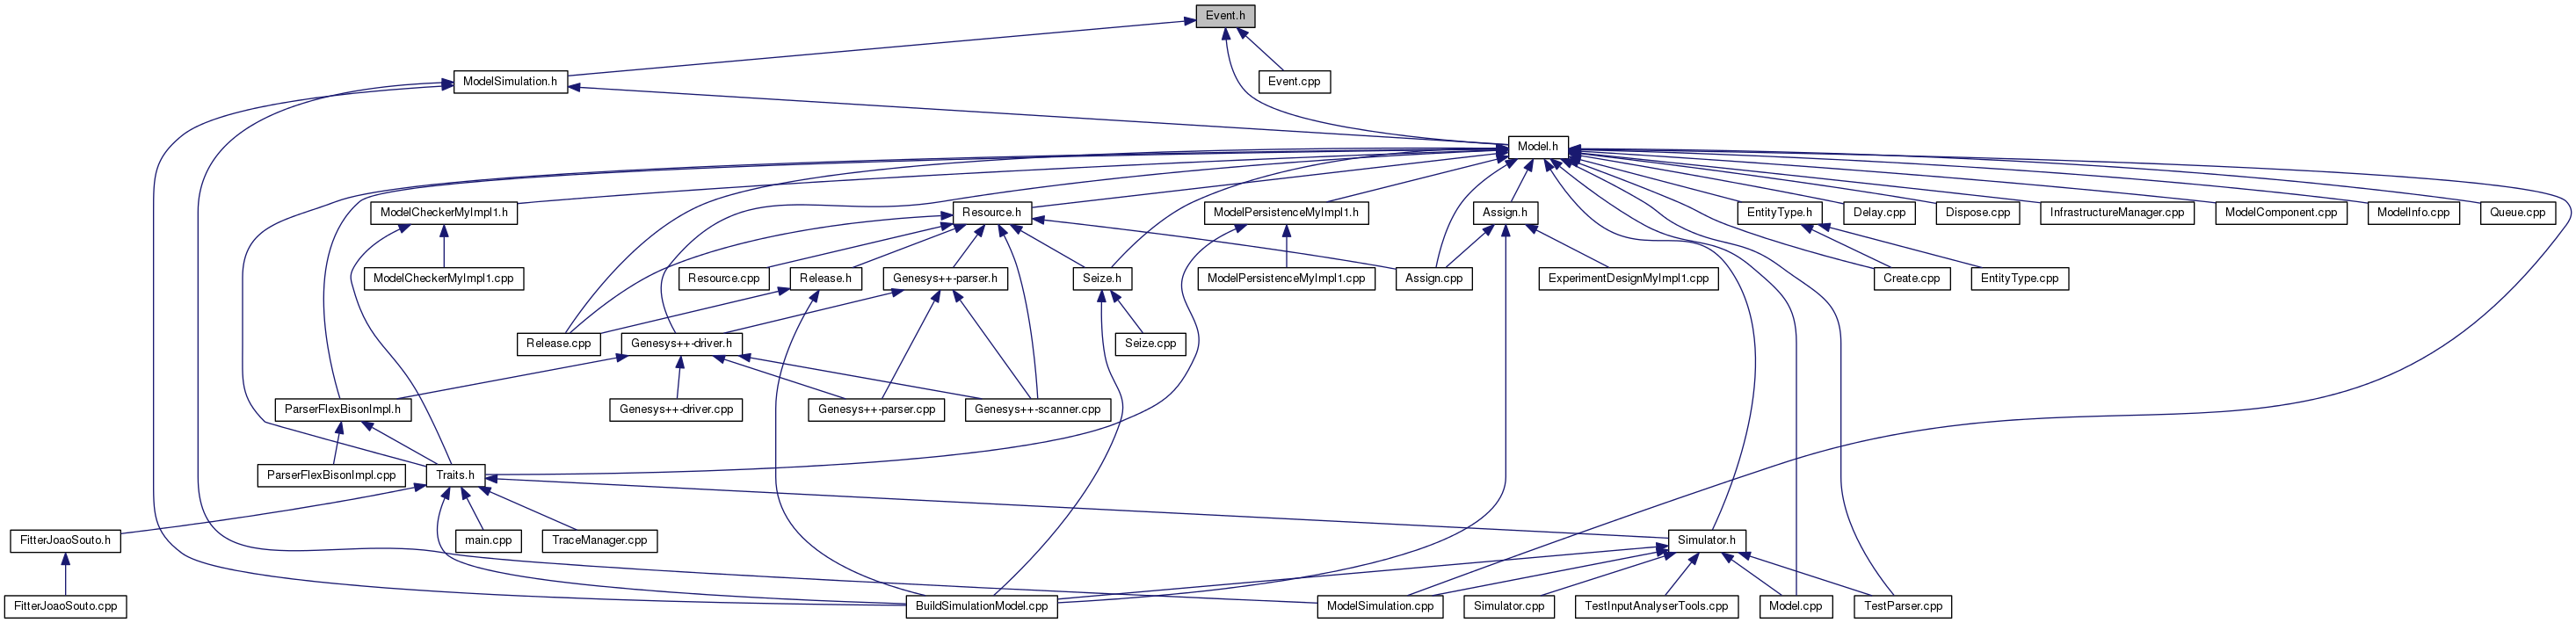 Event.h
ModelSimulation.h
Event.cpp
Model.h
ModelCheckerMyImpl1.h
Resource.h
ModelPersistenceMyImpl1.h
Assign.h
EntityType.h
Delay.cpp
Dispose.cpp
InfrastructureManager.cpp
ModelComponent.cpp
ModelInfo.cpp
Queue.cpp
ModelCheckerMyImpl1.cpp
Resource.cpp
Release.h
Genesys++-parser.h
Seize.h
ModelPersistenceMyImpl1.cpp
Assign.cpp
ExperimentDesignMyImpl1.cpp
Create.cpp
EntityType.cpp
Release.cpp
Genesys++-driver.h
Seize.cpp
ParserFlexBisonImpl.h
Genesys++-driver.cpp
Genesys++-parser.cpp
Genesys++-scanner.cpp
ParserFlexBisonImpl.cpp
Traits.h
FitterJoaoSouto.h
main.cpp
TraceManager.cpp
Simulator.h
FitterJoaoSouto.cpp
BuildSimulationModel.cpp
ModelSimulation.cpp
Simulator.cpp
TestInputAnalyserTools.cpp
Model.cpp
TestParser.cpp